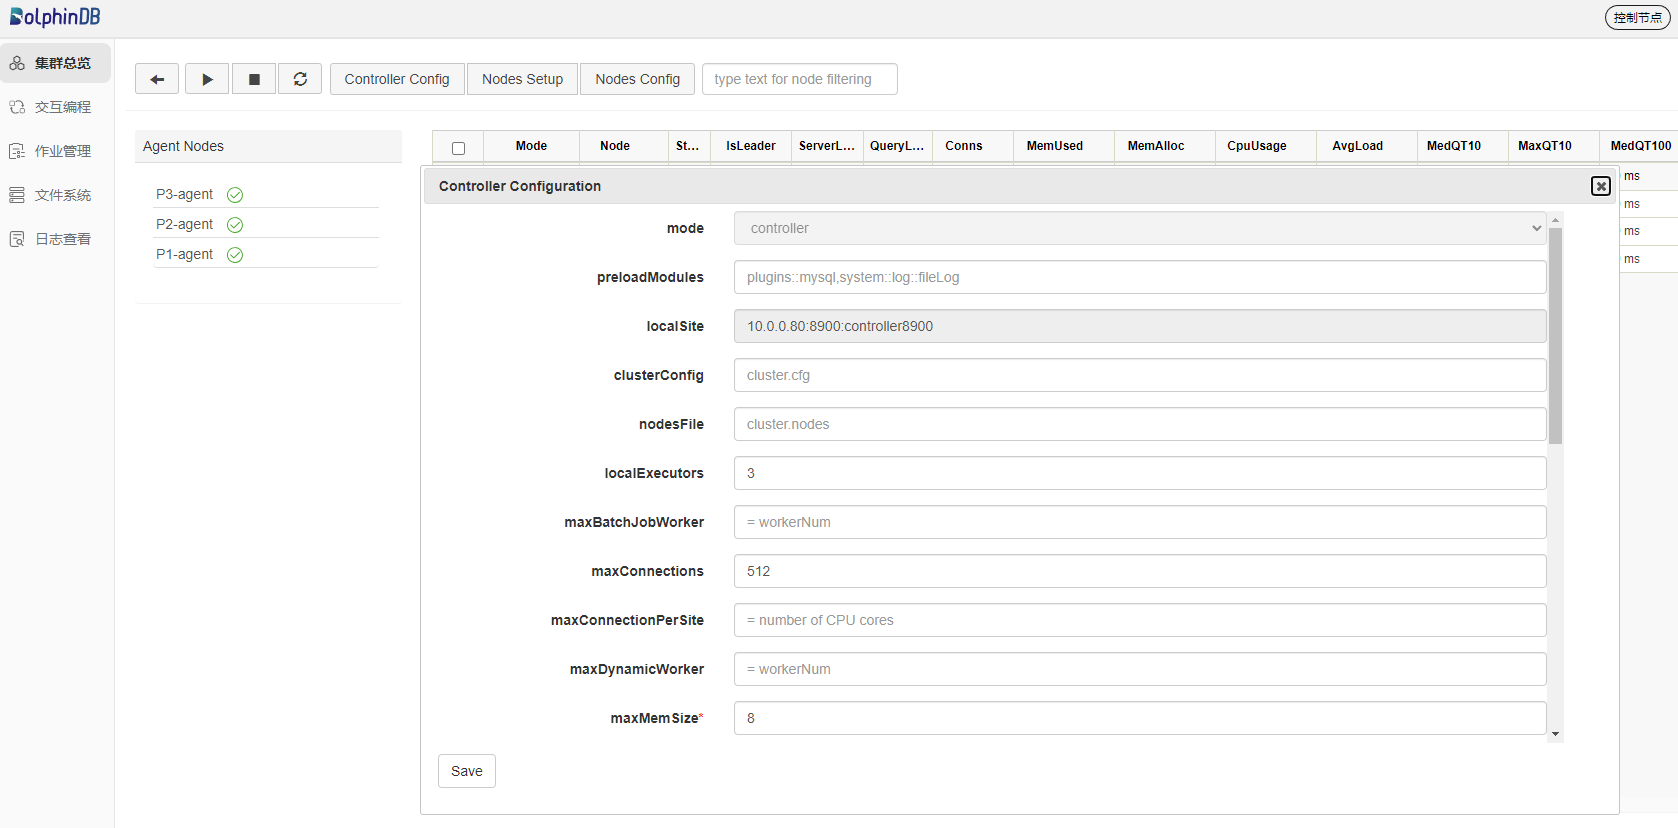 DolphinDB
控制节点
集群总览
交互编程
作业管理
文件系统
日志查看
Controller Config
Nodes Setup
Nodes Config
type text for node filtering
Agent Nodes
P3-agent
P2-agent
P1-agent
Mode Node St... IsLeader ServerL... QueryL... Conns MemUsed MemAlloc CpuUsage AvgLoad MedQT10 MaxQT10 MedQT100
ms
ms
ms
ms
Controller Configuration
mode controller
preloadModules plugins::mysql,system::log::fileLog
localSite 10.0.0.80:8900:controller8900
clusterConfig cluster.cfg
nodesFile cluster.nodes
localExecutors 3
maxBatchJobWorker = workerNum
maxConnections 512
maxConnectionPerSite = number of CPU cores
maxDynamicWorker = workerNum
maxMemSize* 8
Save